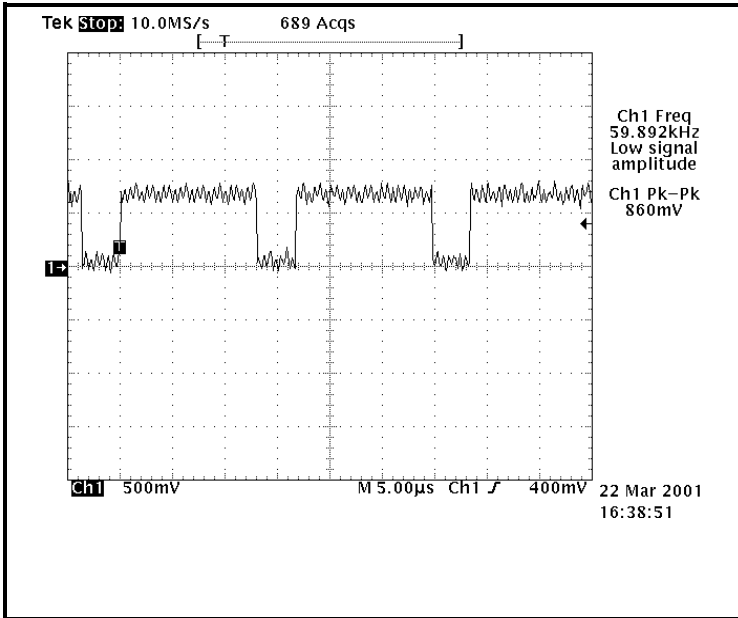 Tek Stop: 10.0MS/s 689 Acqs
[ T ]
Ch1 Freq
59.892kHz
Low signal
amplitude
Ch1 Pk–Pk
860mV
T
1→
Ch1 500mV M 5.00µs Ch1 400mV
22 Mar 2001
16:38:51